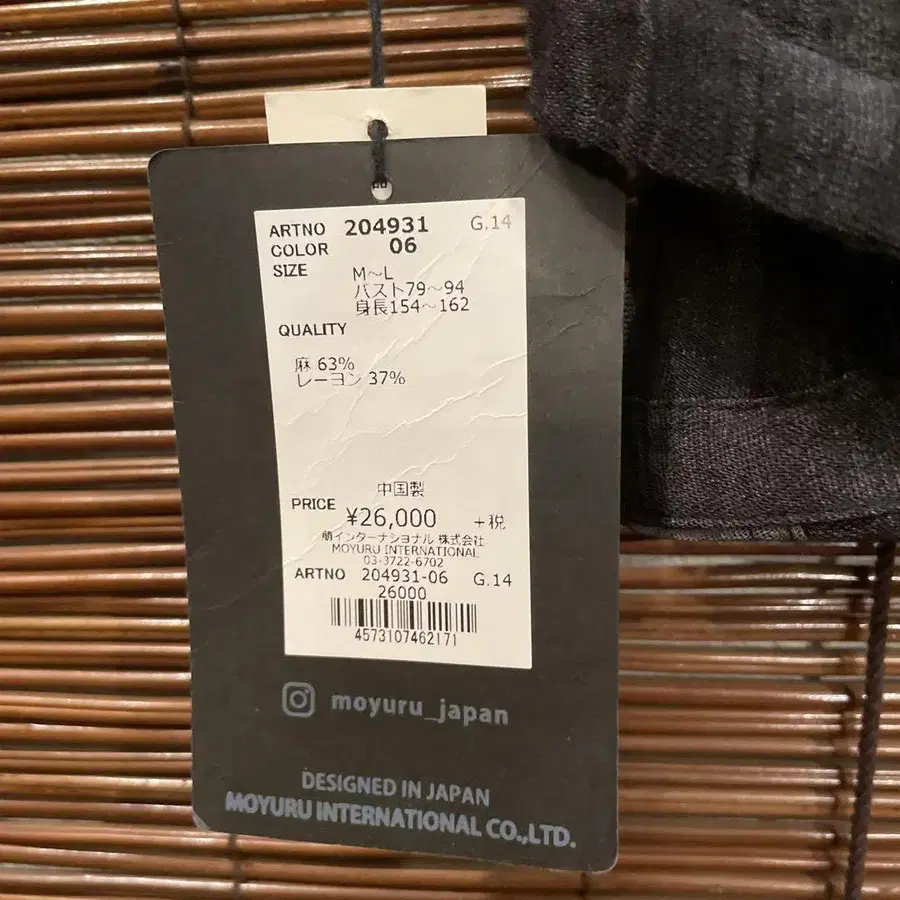 ARTNO 204931 G.14
COLOR 06
SIZE
M～L
バスト79～94
身長154～162
QUALITY
麻 63%
レーヨン 37%
中国製
PRICE ¥26,000 +税
萌インターナショナル 株式会社
MOYURU INTERNATIONAL
03-3722-6702
ARTNO 204931-06 G.14
26000
4573107462171
moyuru_japan
DESIGNED IN JAPAN
MOYURU INTERNATIONAL CO.,LTD.